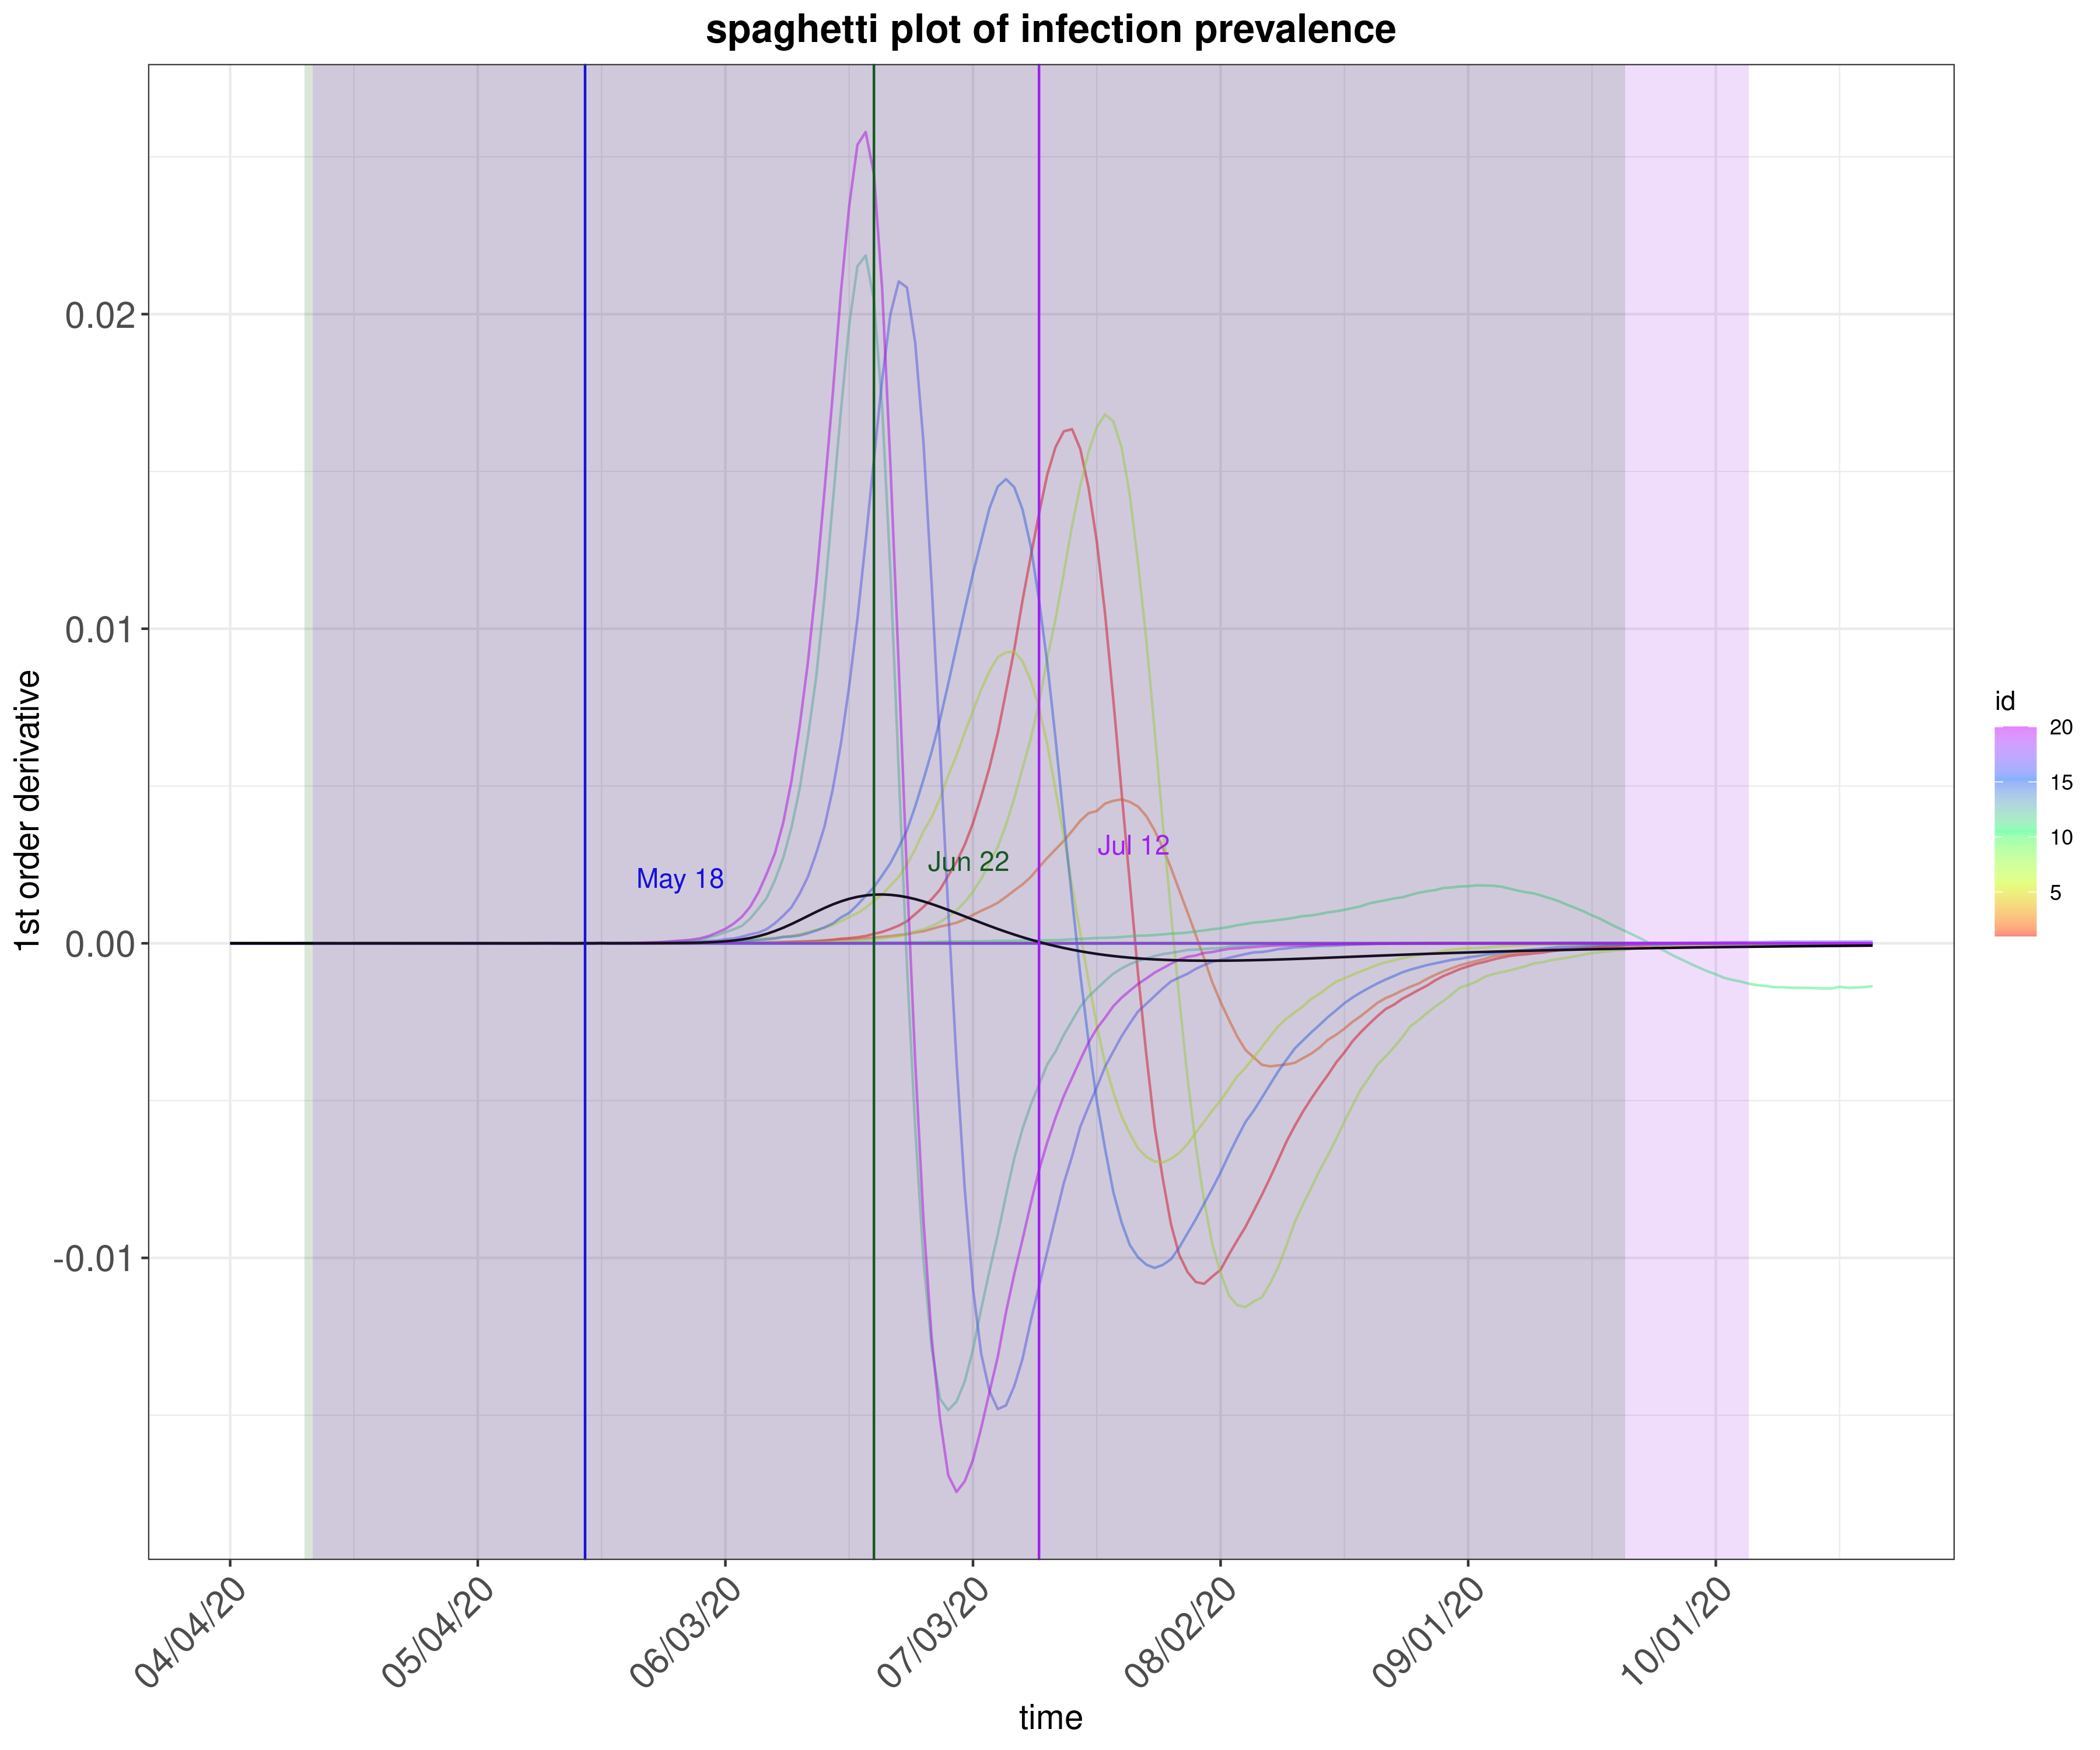 spaghetti plot of infection prevalence
1st order derivative
0.02
0.01
0.00
-0.01
May 18
Jun 22
Jul 12
04/04/20
05/04/20
06/03/20
07/03/20
08/02/20
09/01/20
10/01/20
time
id
20
15
10
5